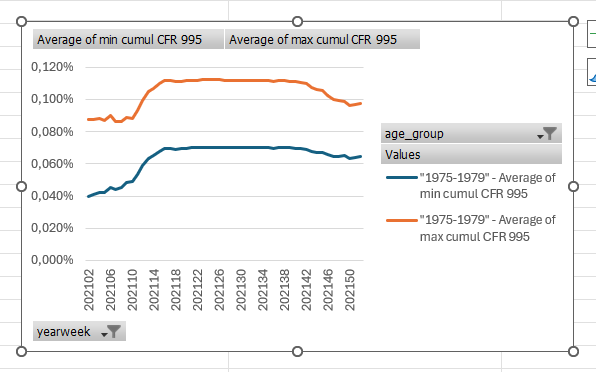 Average of min cumul CFR 995 Average of max cumul CFR 995
0,120%
0,100%
0,080%
0,060%
0,040%
0,020%
0,000%
202102 202106 202110 202114 202118 202122 202126 202130 202134 202138 202142 202146 202150
yearweek
age_group
Values
"1975-1979" - Average of
min cumul CFR 995
"1975-1979" - Average of
max cumul CFR 995